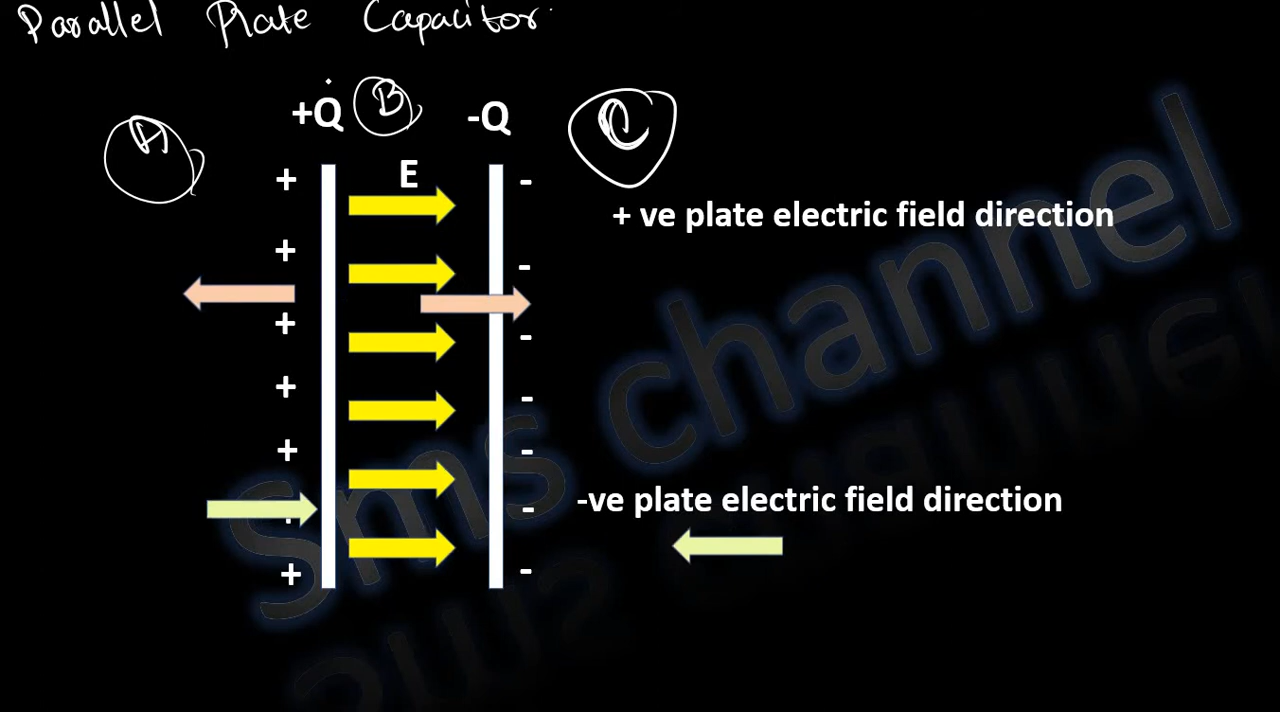 Parallel Plate Capacitor
A
+Q B -Q C
E
+ -
+ ve plate electric field direction
+ -
+ -
+ -
+ -
-ve plate electric field direction
-
+ -
Sms channel